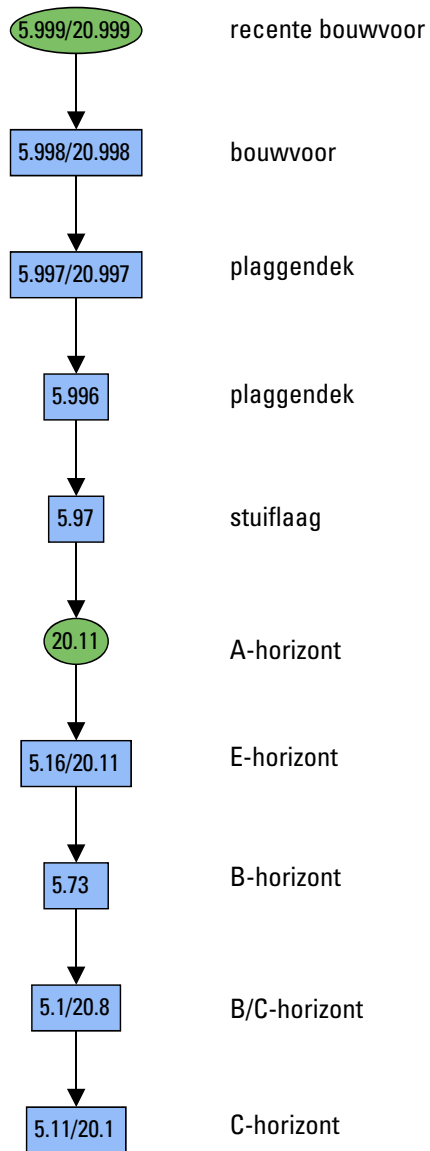 5.999/20.999 recente bouwvoor
5.998/20.998 bouwvoor
5.997/20.997 plaggendek
5.996 plaggendek
5.97 stuiflaag
20.11 A-horizont
5.16/20.11 E-horizont
5.73 B-horizont
5.1/20.8 B/C-horizont
5.11/20.1 C-horizont